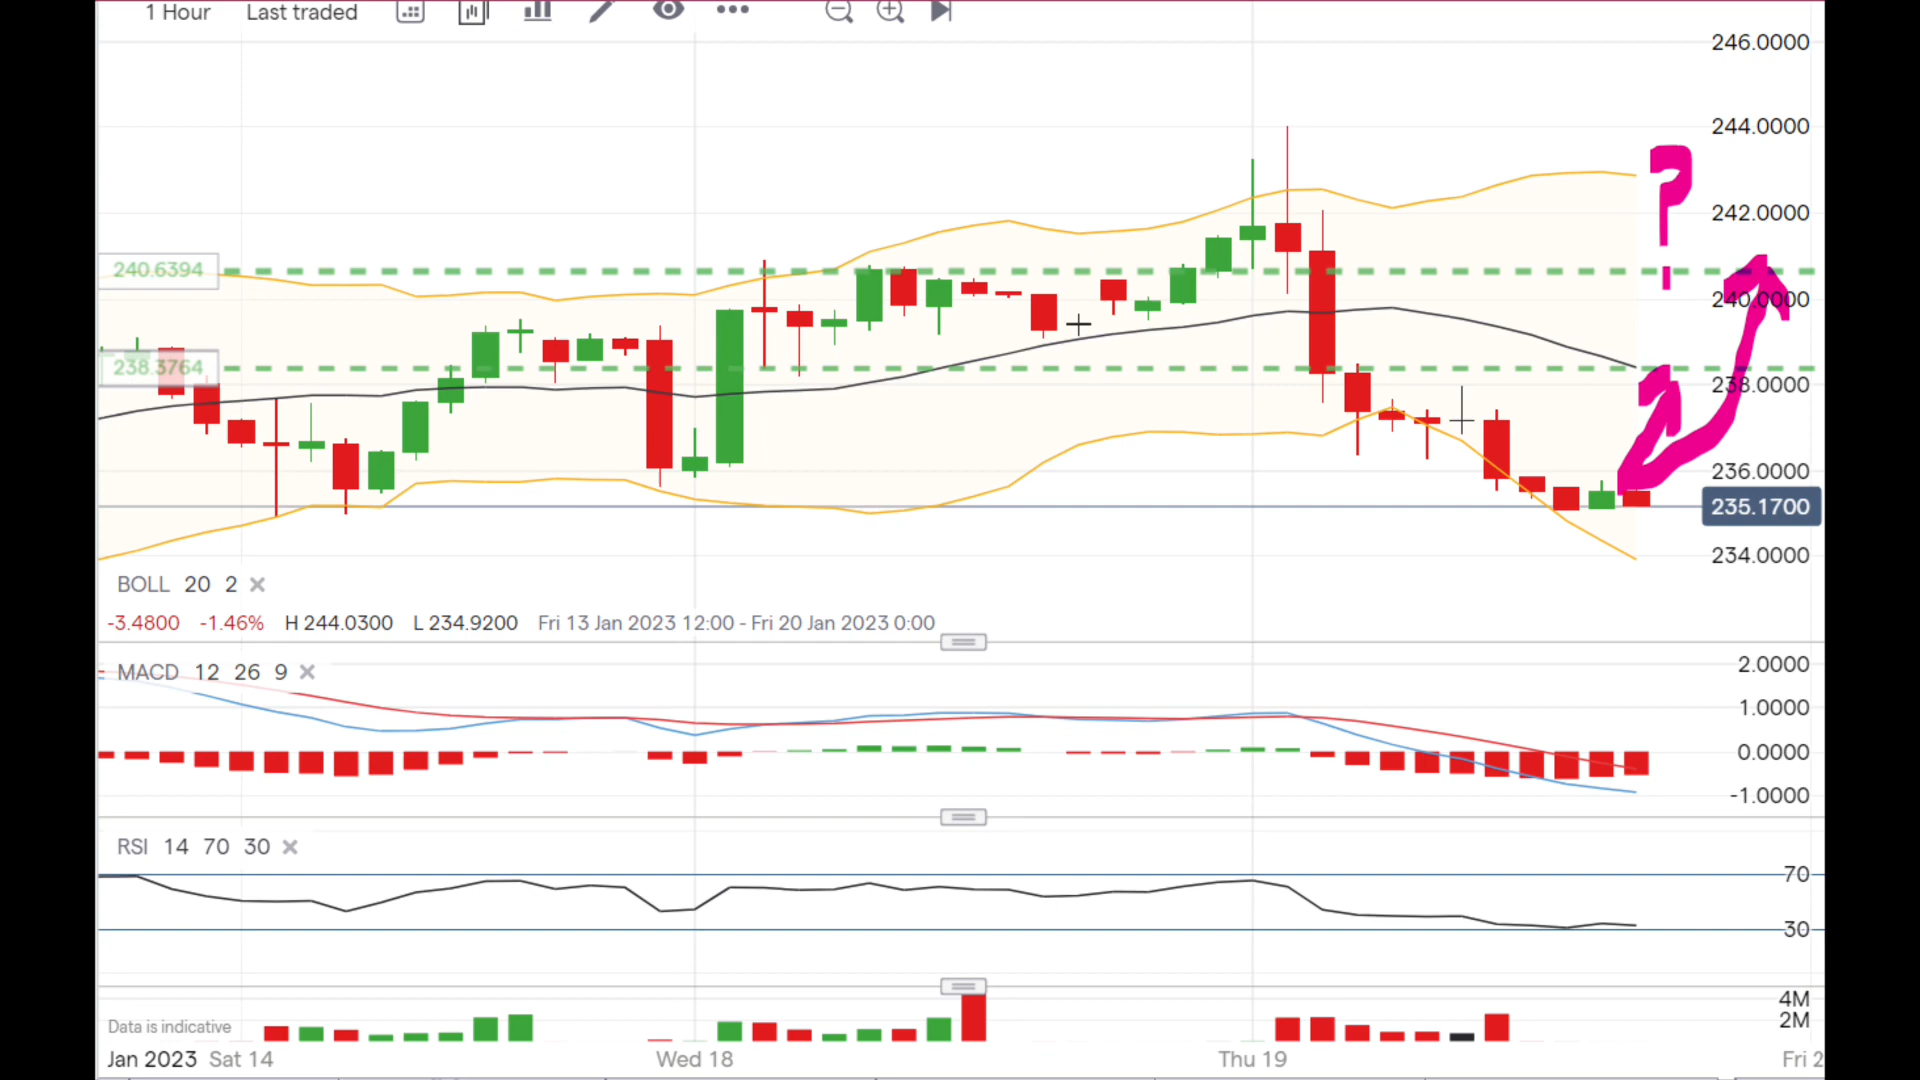 1 Hour Last traded
246.0000
244.0000
242.0000
240.6394
240.0000
238.3764
238.0000
236.0000
235.1700
234.0000
BOLL 20 2
-3.4800 -1.46% H 244.0300 L 234.9200 Fri 13 Jan 2023 12:00 - Fri 20 Jan 2023 0:00
MACD 12 26 9
2.0000
1.0000
0.0000
-1.0000
RSI 14 70 30
70
30
4M
2M
Data is indicative
Jan 2023 Sat 14 Wed 18 Thu 19 Fri 2
?